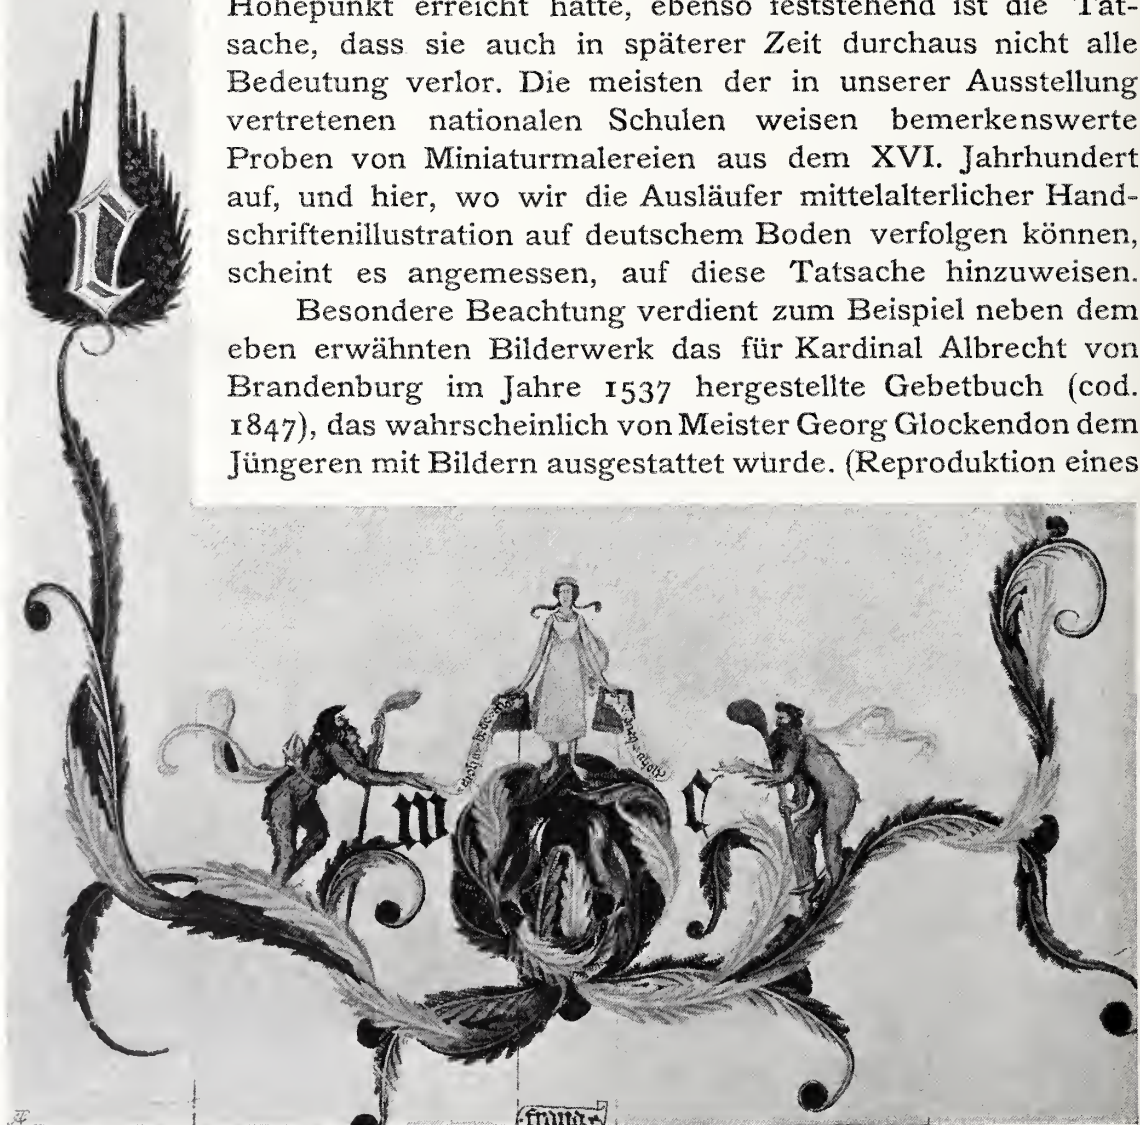 Höhepunkt erreicht hatte, ebenso feststehend ist die Tat-
sache, dass sie auch in späterer Zeit durchaus nicht alle
Bedeutung verlor. Die meisten der in unserer Ausstellung
vertretenen nationalen Schulen weisen bemerkenswerte
Proben von Miniaturmalereien aus dem XVI. Jahrhundert
auf, und hier, wo wir die Ausläufer mittelalterlicher Hand-
schriftenillustration auf deutschem Boden verfolgen können,
scheint es angemessen, auf diese Tatsache hinzuweisen.
Besondere Beachtung verdient zum Beispiel neben dem
eben erwähnten Bilderwerk das für Kardinal Albrecht von
Brandenburg im Jahre 1537 hergestellte Gebetbuch (cod.
1847), das wahrscheinlich von Meister Georg Glockendon dem
Jüngeren mit Bildern ausgestattet wurde. (Reproduktion eines
m c